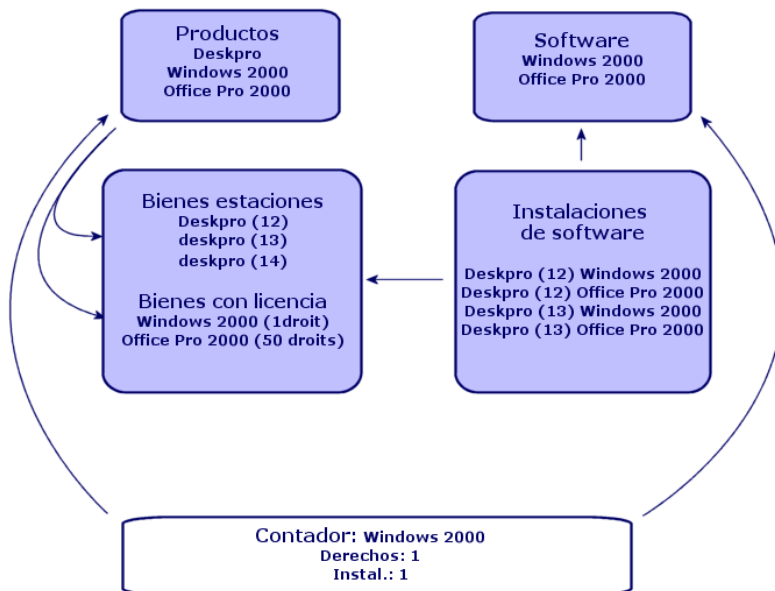 Productos
Deskpro
Windows 2000
Office Pro 2000
Software
Windows 2000
Office Pro 2000
Bienes estaciones
Deskpro (12)
deskpro (13)
deskpro (14)
Bienes con licencia
Windows 2000 (1droit)
Office Pro 2000 (50 droits)
Instalaciones
de software
Deskpro (12) Windows 2000
Deskpro (12) Office Pro 2000
Deskpro (13) Windows 2000
Deskpro (13) Office Pro 2000
Contador: Windows 2000
Derechos: 1
Instal.: 1